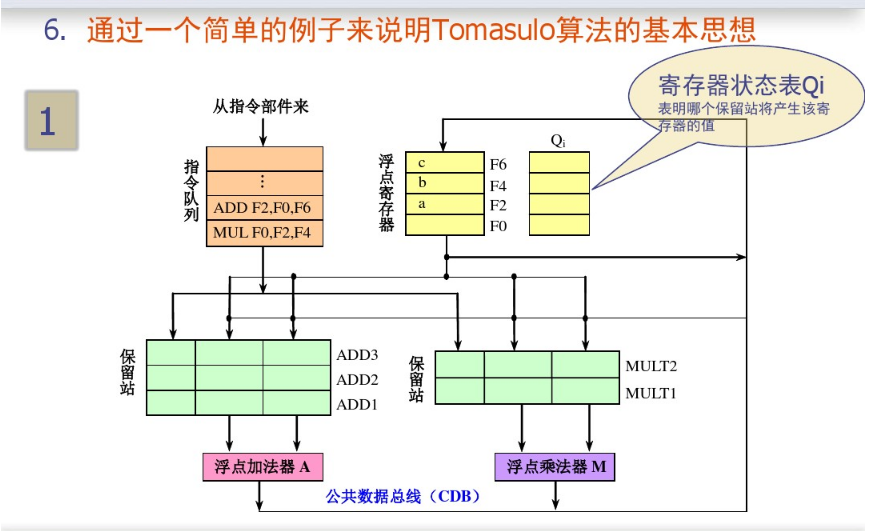 6. 通过一个简单的例子来说明Tomasulo算法的基本思想
1
从指令部件来
寄存器状态表Qi
表明哪个保留站将产生该寄
存器的值
指令队列
⋮
ADD F2,F0,F6
MUL F0,F2,F4
浮点寄存器
Qi
c F6
b F4
a F2
F0
保留站
ADD3
ADD2
ADD1
保留站
MULT2
MULT1
浮点加法器 A
浮点乘法器 M
公共数据总线（CDB）